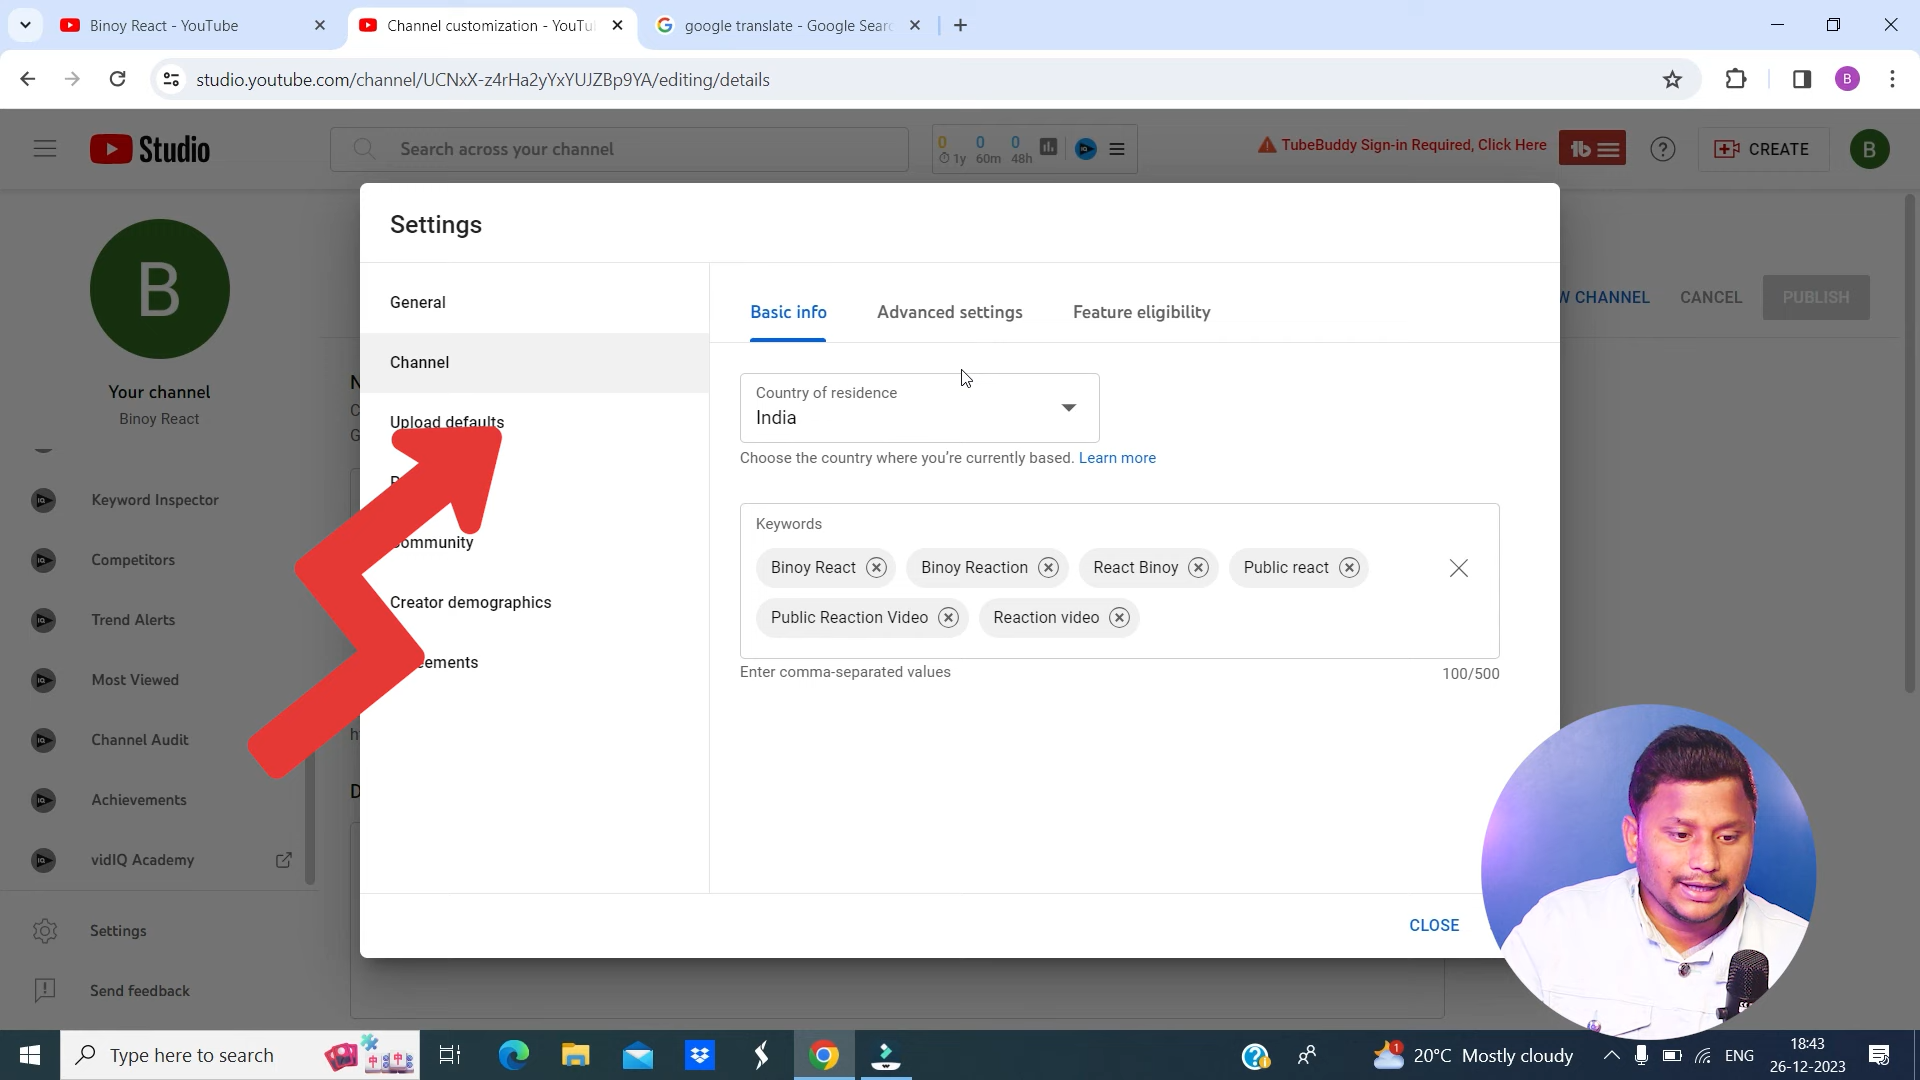 Binoy React - YouTube
Channel customization - YouTu
google translate - Google Searc
studio.youtube.com/channel/UCNxX-z4rHa2yYxYUJZBp9YA/editing/details
Studio
Search across your channel
0 0 0
1y 60m 48h
TubeBuddy Sign-in Required, Click Here
tb
CREATE
B
B
Settings
B
Your channel
Binoy React
Keyword Inspector
Competitors
Trend Alerts
Most Viewed
Channel Audit
Achievements
vidIQ Academy
Settings
Send feedback
W CHANNEL
CANCEL
PUBLISH
General
Channel
Upload defaults
Community
Creator demographics
eements
Basic info
Advanced settings
Feature eligibility
Country of residence
India
Choose the country where you're currently based. Learn more
Keywords
Binoy React
Binoy Reaction
React Binoy
Public react
Public Reaction Video
Reaction video
Enter comma-separated values
100/500
CLOSE
Type here to search
1
20°C Mostly cloudy
ENG
18:43
26-12-2023